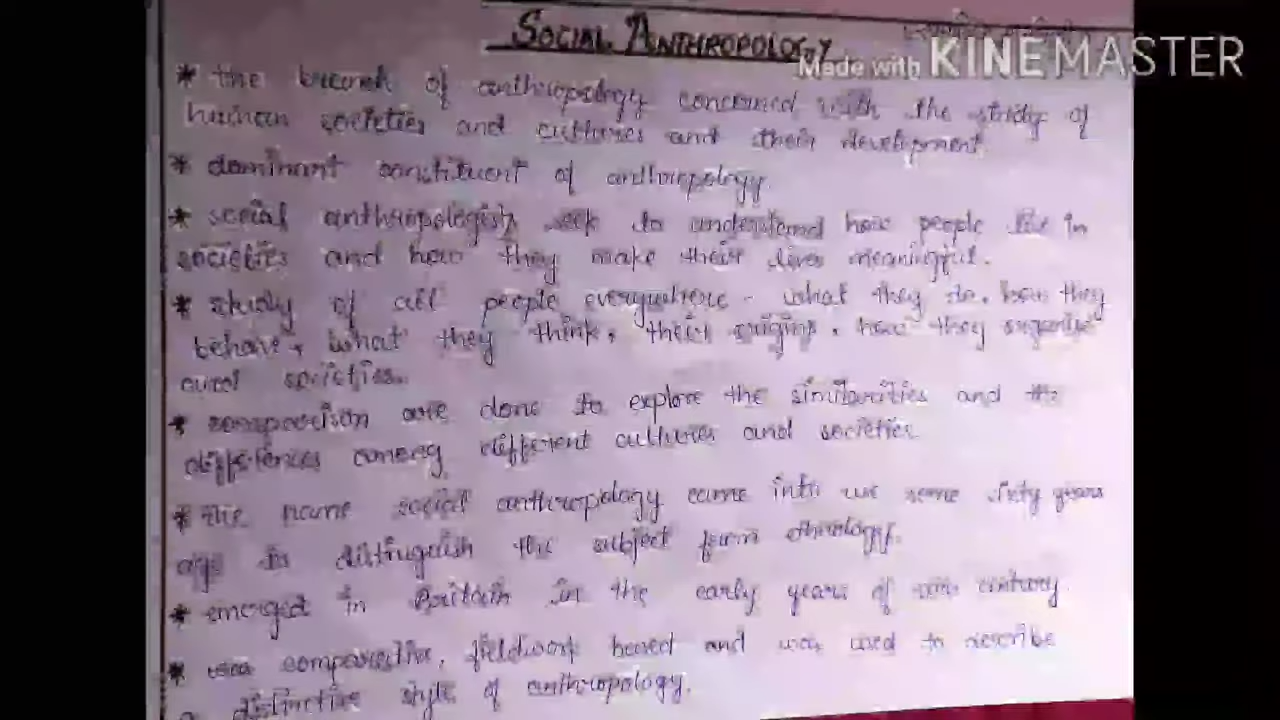 SOCIAL ANTHROPOLOGY
Made with KINEMASTER
* the branch of anthropology concerned with the study of
human societies and cultures and their development
* dominant constituent of anthropology.
* social anthropologists seek to understand how people live in
societies and how they make their lives meaningful.
* study of all people everywhere - what they do, how they
behave, what they think, their origins, how they organise
and societies.
* comparison are done to explore the similarities and the
differences among different cultures and societies
* the name social anthropology came into use some sixty years
ago to distinguish the subject form ethnology.
* emerged in Britain in the early years of century
* was comparative, fieldwork based and was used to describe
a distinctive style of anthropology.